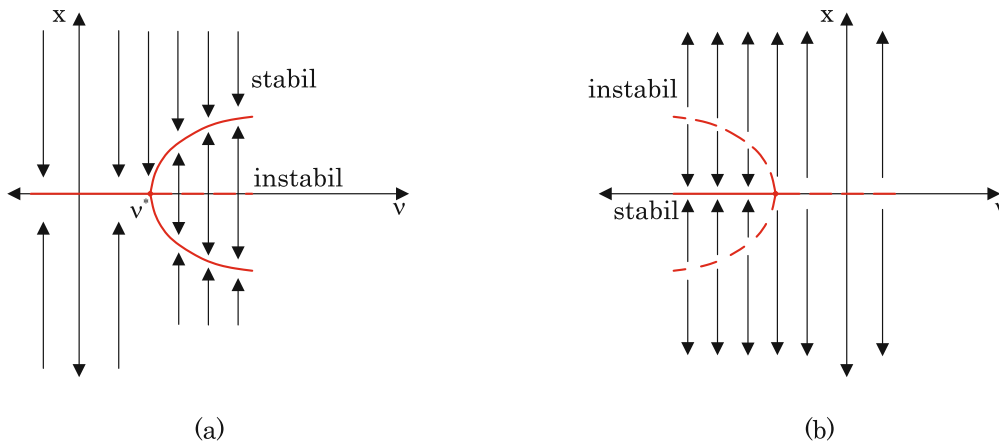 x
stabil
instabil
ν*
ν
(a)
x
instabil
stabil
ν
(b)